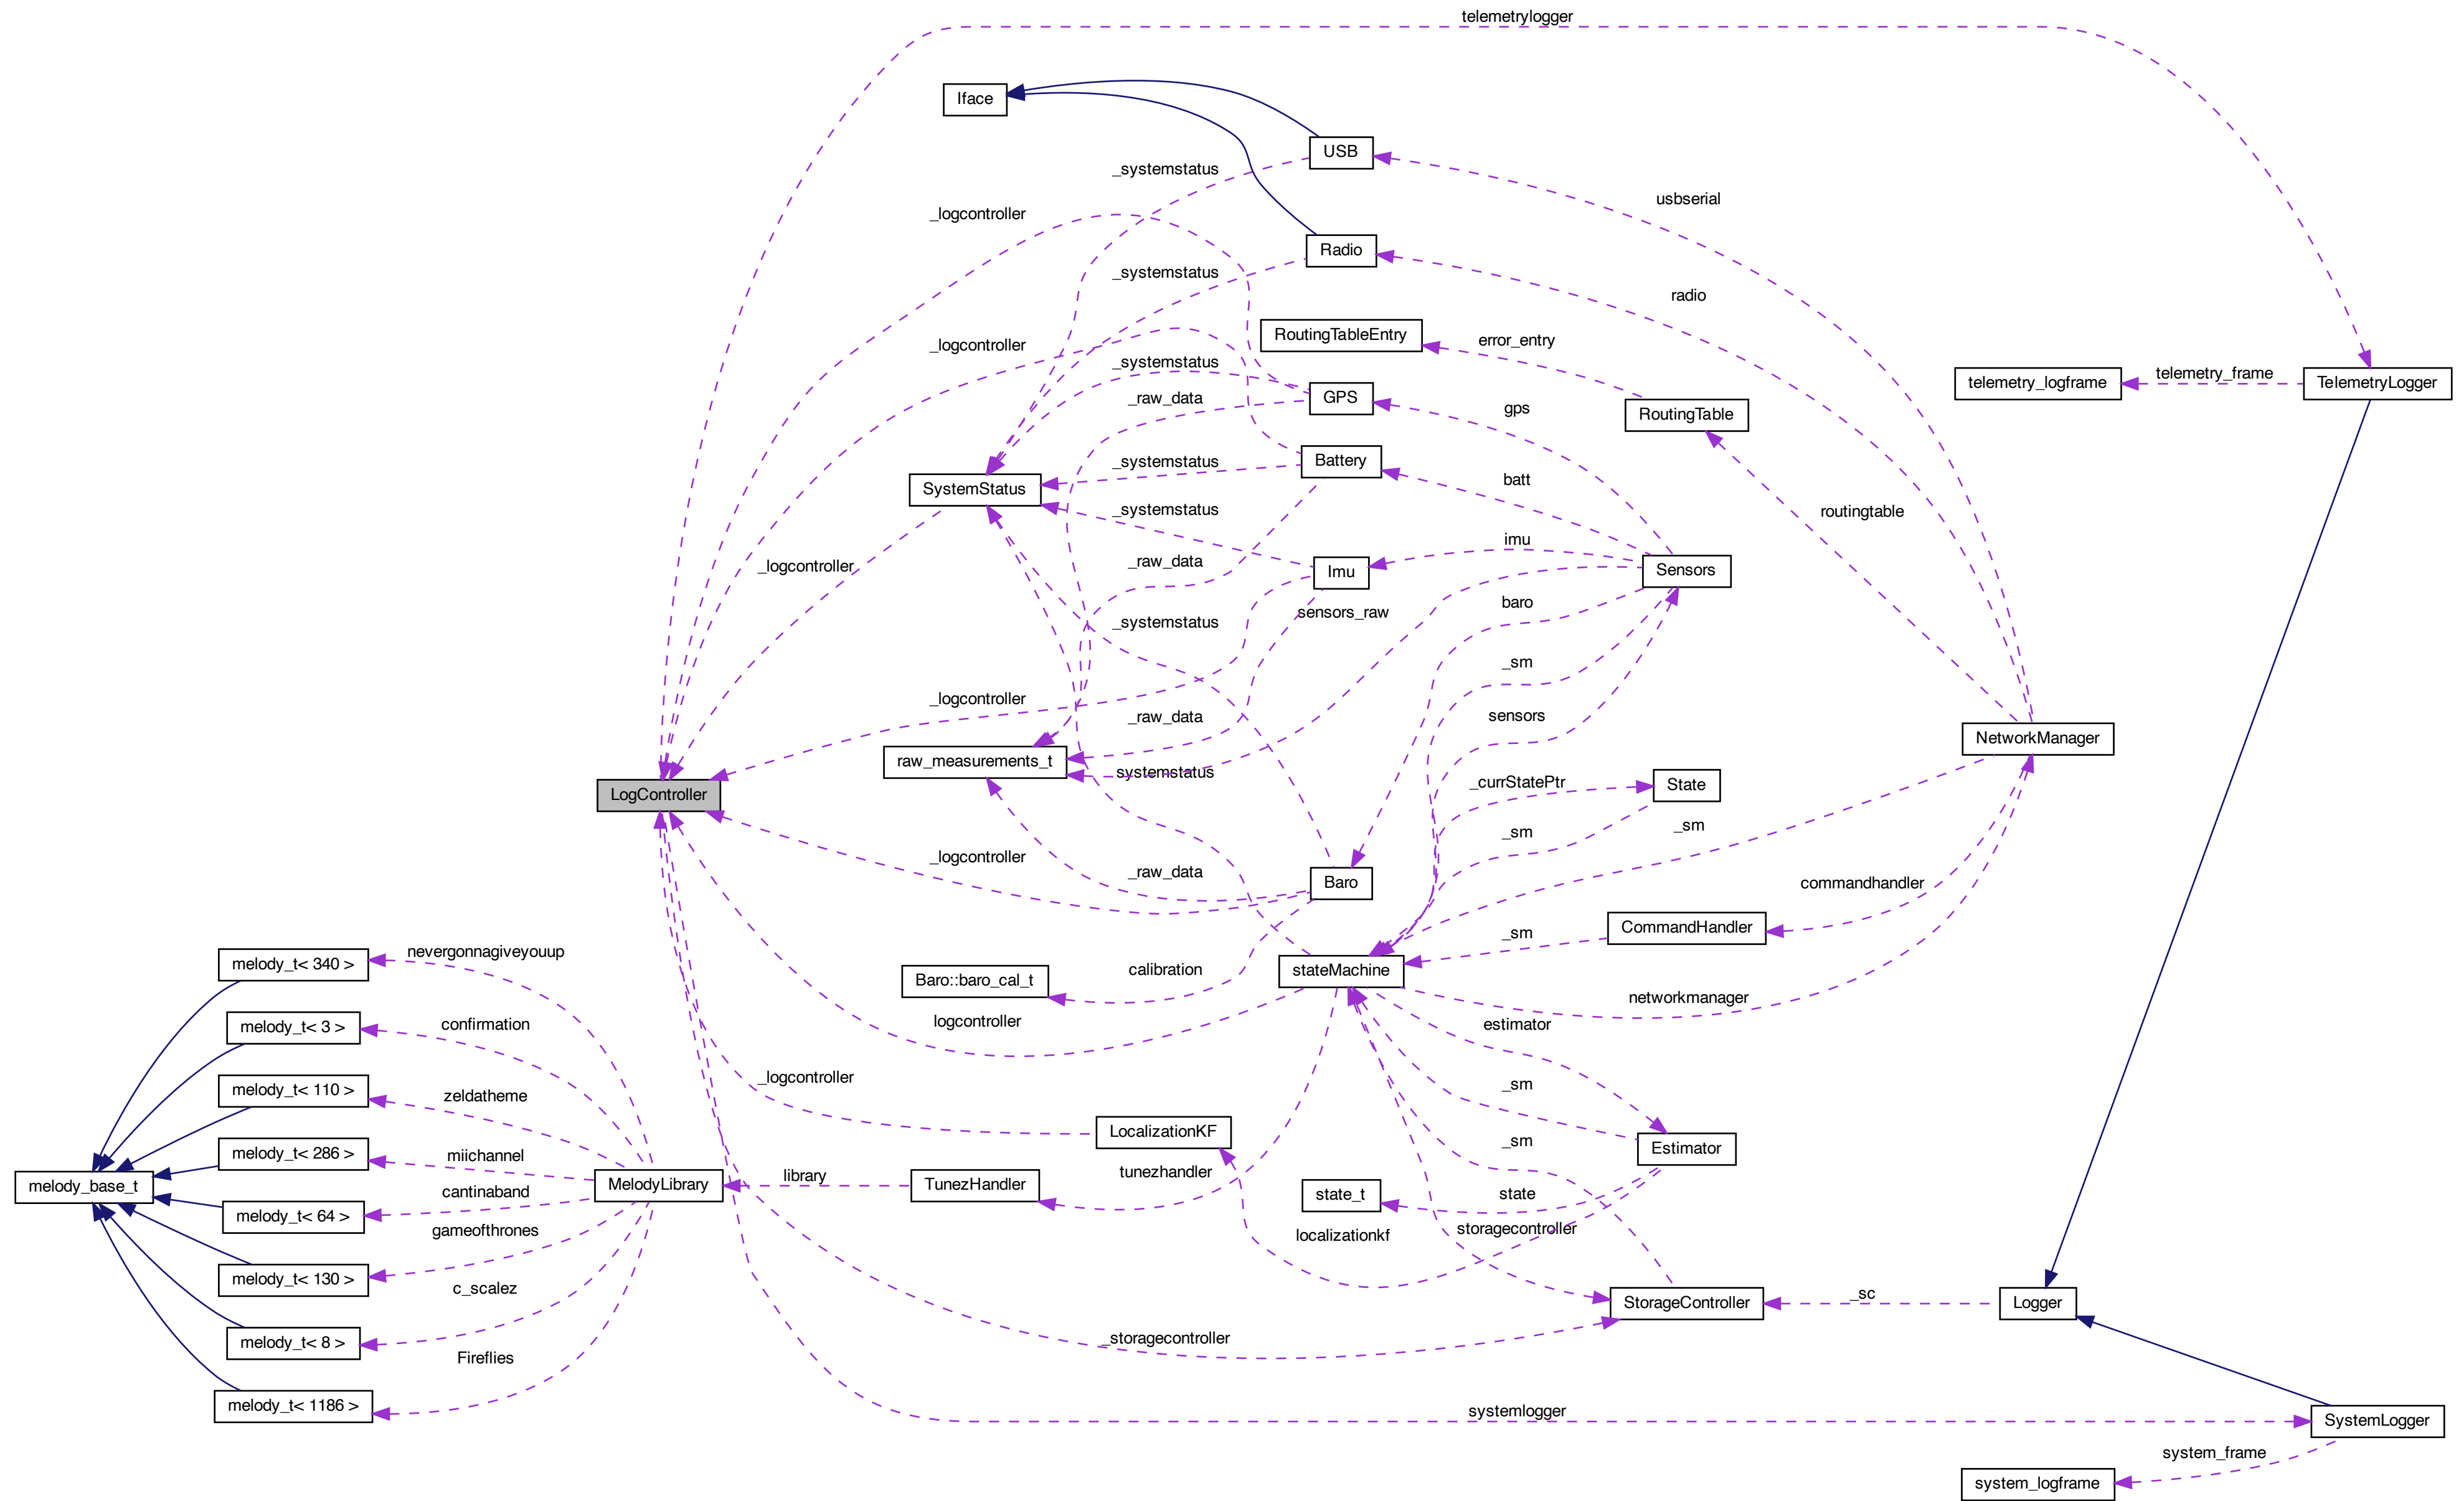 telemetrylogger
Iface
USB
_systemstatus
usbserial
_logcontroller
Radio
_systemstatus
radio
RoutingTableEntry
error_entry
_logcontroller
_systemstatus
telemetry_frame
telemetry_logframe
TelemetryLogger
GPS
_raw_data
gps
RoutingTable
Battery
_systemstatus
batt
SystemStatus
_systemstatus
routingtable
imu
_raw_data
_logcontroller
Imu
Sensors
sensors_raw
baro
_systemstatus
_sm
_logcontroller
_raw_data
sensors
NetworkManager
raw_measurements_t
systemstatus
_currStatePtr
State
LogController
_sm
_sm
_logcontroller
_raw_data
Baro
commandhandler
CommandHandler
_sm
nevergonnagiveyouup
melody_t< 340 >
calibration
stateMachine
Baro::baro_cal_t
networkmanager
logcontroller
estimator
confirmation
melody_t< 3 >
_logcontroller
_sm
melody_t< 110 >
zeldatheme
LocalizationKF
_sm
Estimator
melody_t< 286 >
miichannel
tunezhandler
library
melody_base_t
MelodyLibrary
TunezHandler
state_t
state
cantinaband
melody_t< 64 >
gameofthrones
localizationkf
storagecontroller
melody_t< 130 >
c_scalez
StorageController
_sc
Logger
melody_t< 8 >
_storagecontroller
Fireflies
melody_t< 1186 >
systemlogger
SystemLogger
system_frame
system_logframe